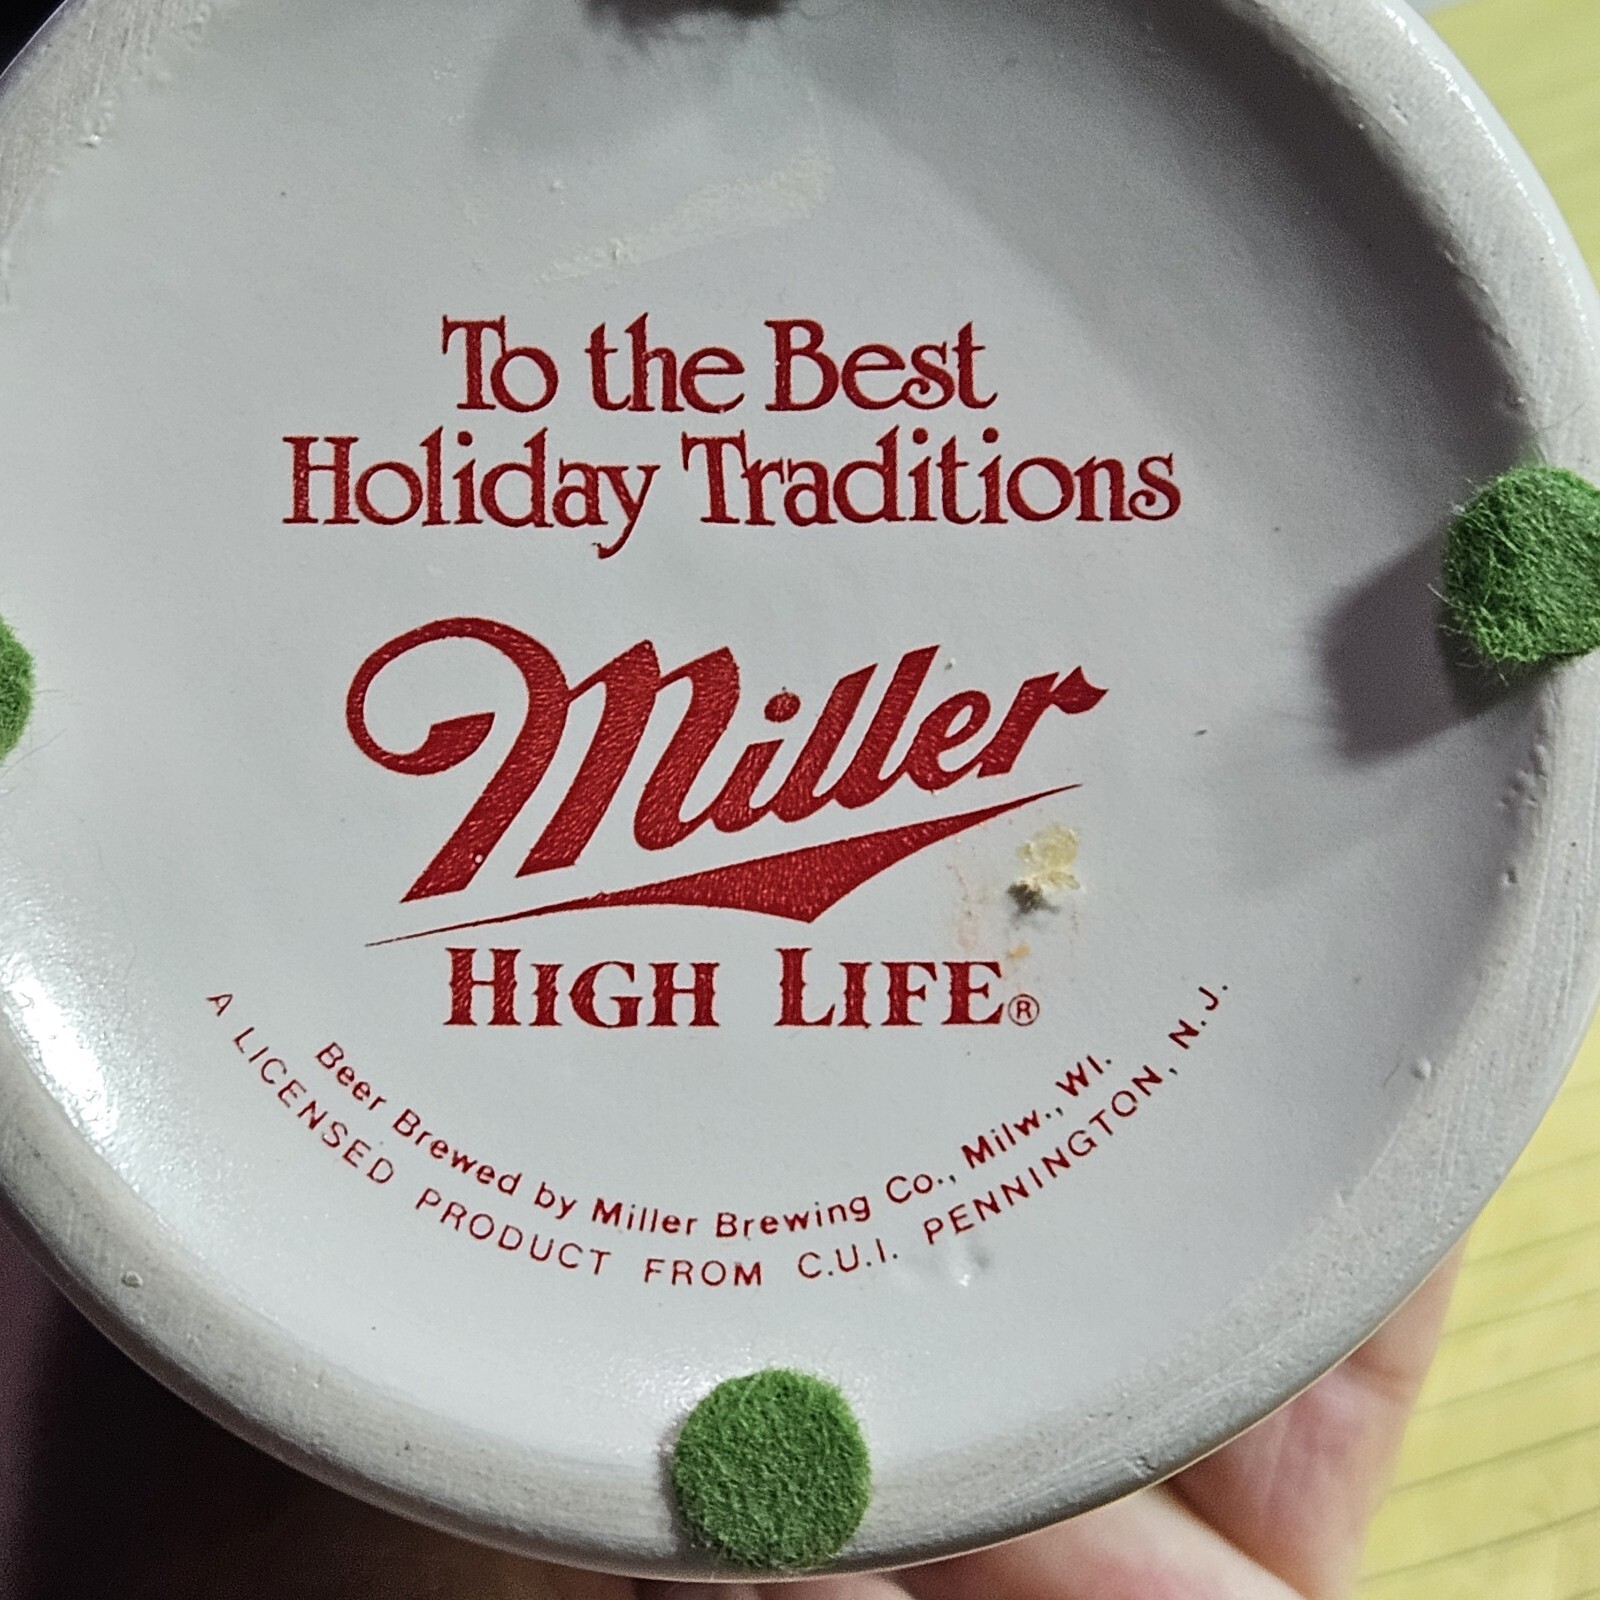 To the Best
Holiday Traditions
Miller
HIGH LIFE®
Beer Brewed by Miller Brewing Co., Milw., WI.
A LICENSED PRODUCT FROM C.U.I. PENNINGTON, N.J.